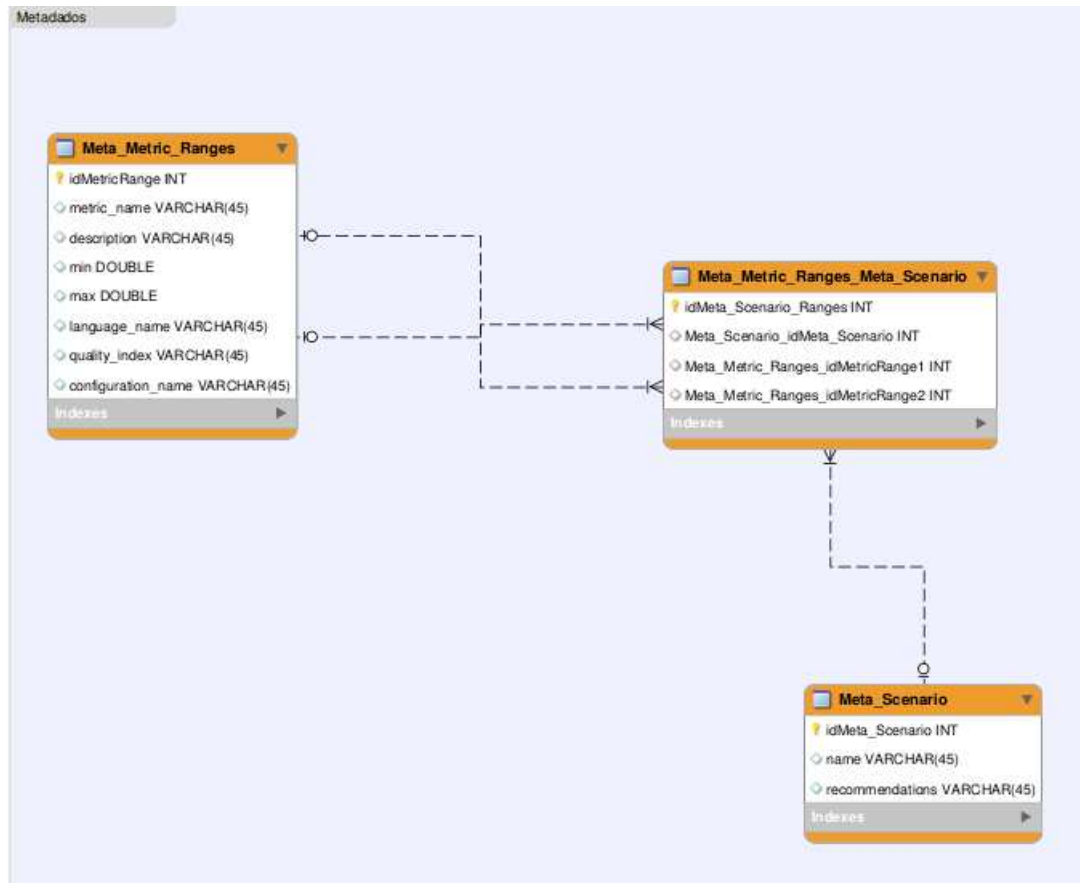 Metadados
Meta_Metric_Ranges
idMetricRange INT
metric_name VARCHAR(45)
description VARCHAR(45)
min DOUBLE
max DOUBLE
language_name VARCHAR(45)
quality_index VARCHAR(45)
configuration_name VARCHAR(45)
Indexes
Meta_Metric_Ranges_Meta_Scenario
idMeta_Scenario_Ranges INT
Meta_Scenario_idMeta_Scenario INT
Meta_Metric_Ranges_idMetricRange1 INT
Meta_Metric_Ranges_idMetricRange2 INT
Indexes
Meta_Scenario
idMeta_Scenario INT
name VARCHAR(45)
recommendations VARCHAR(45)
Indexes